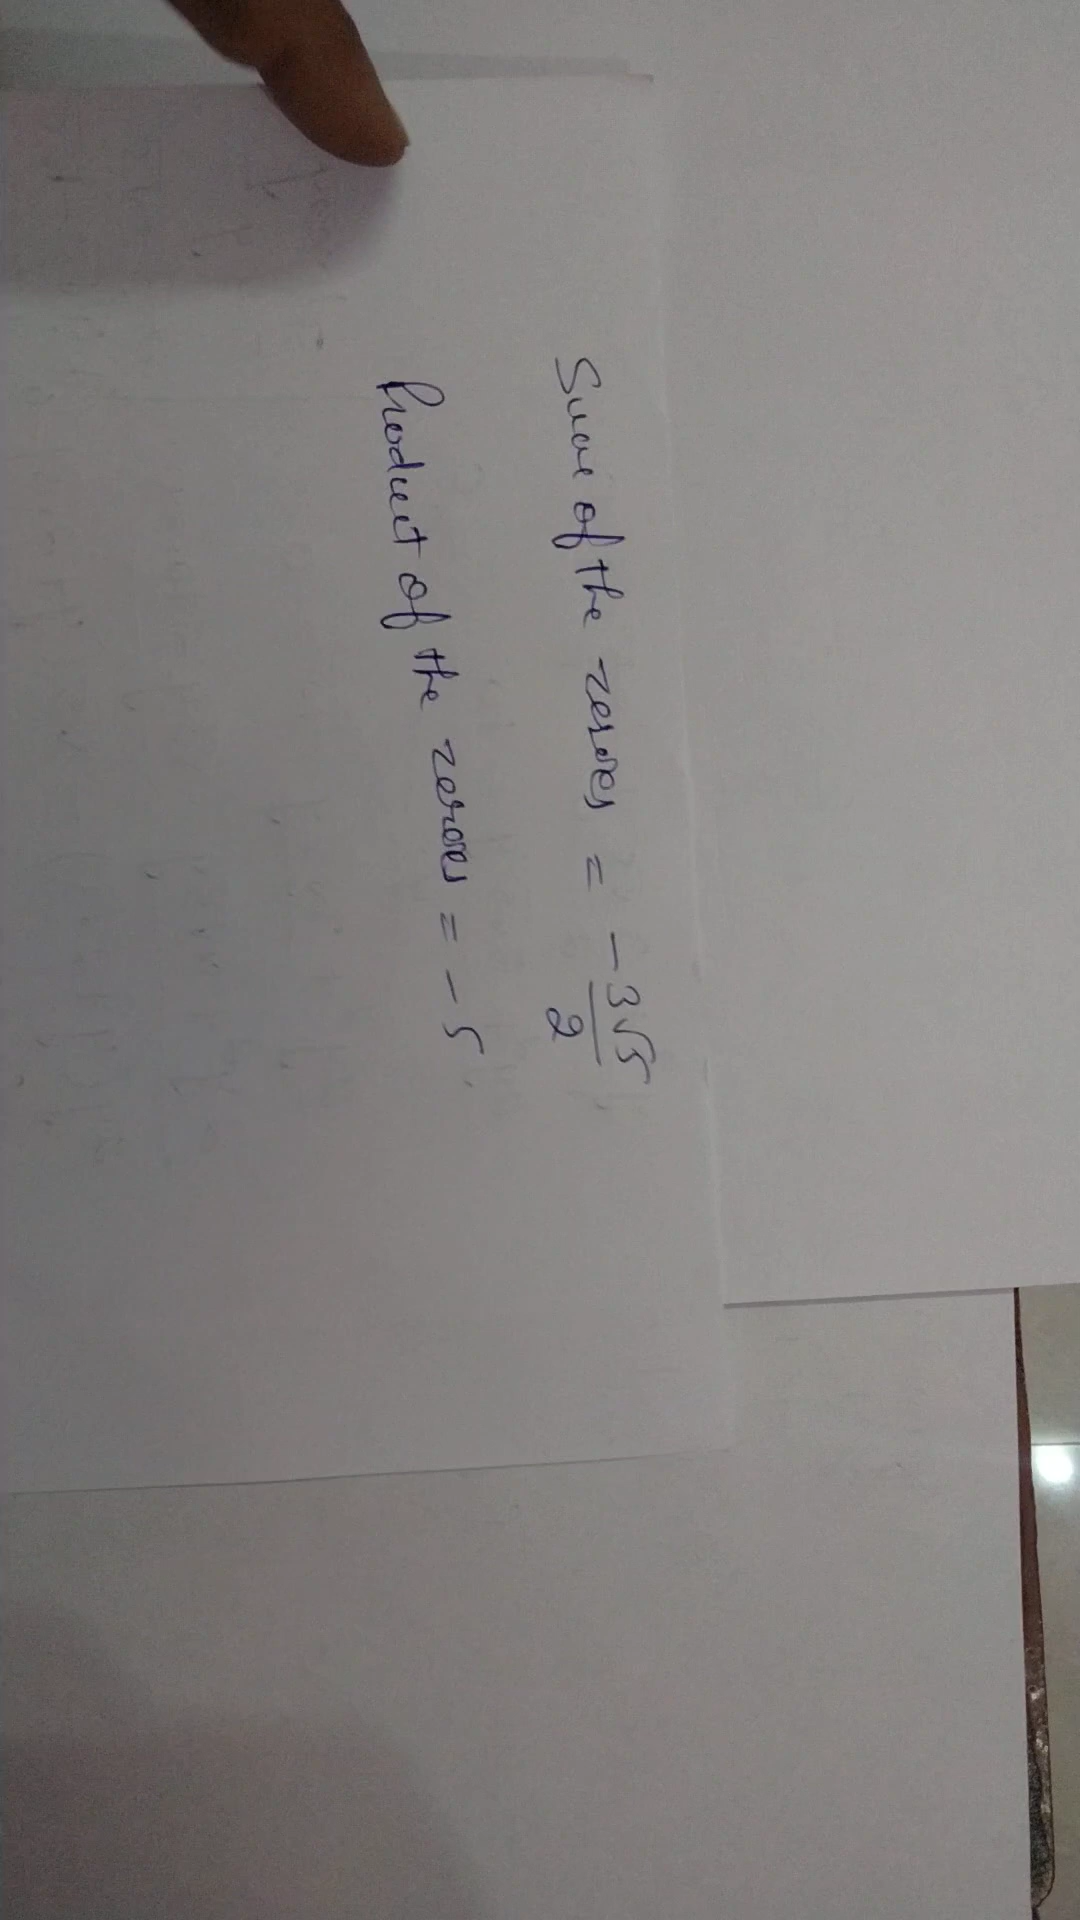 Sum of the zeroes = -3√5/2
Product of the zeroes = -5